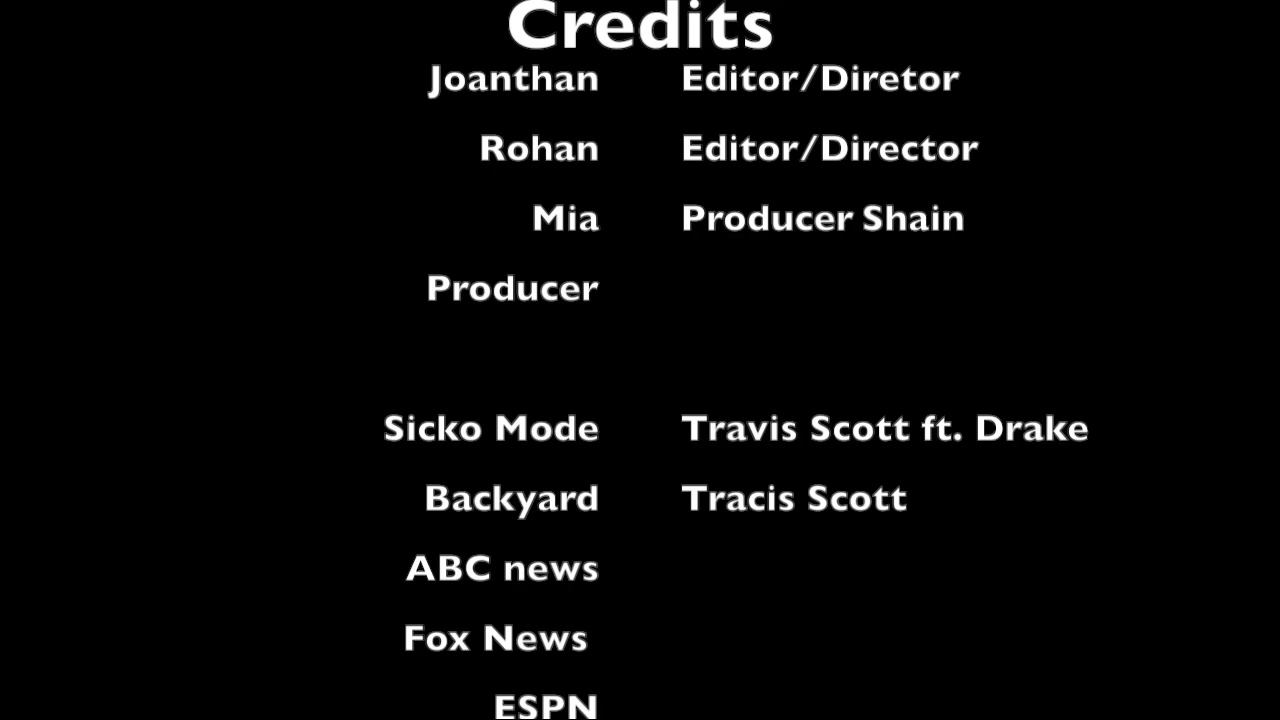 Credits
Joanthan Editor/Diretor
Rohan Editor/Director
Mia Producer Shain
Producer
Sicko Mode Travis Scott ft. Drake
Backyard Tracis Scott
ABC news
Fox News
ESPN